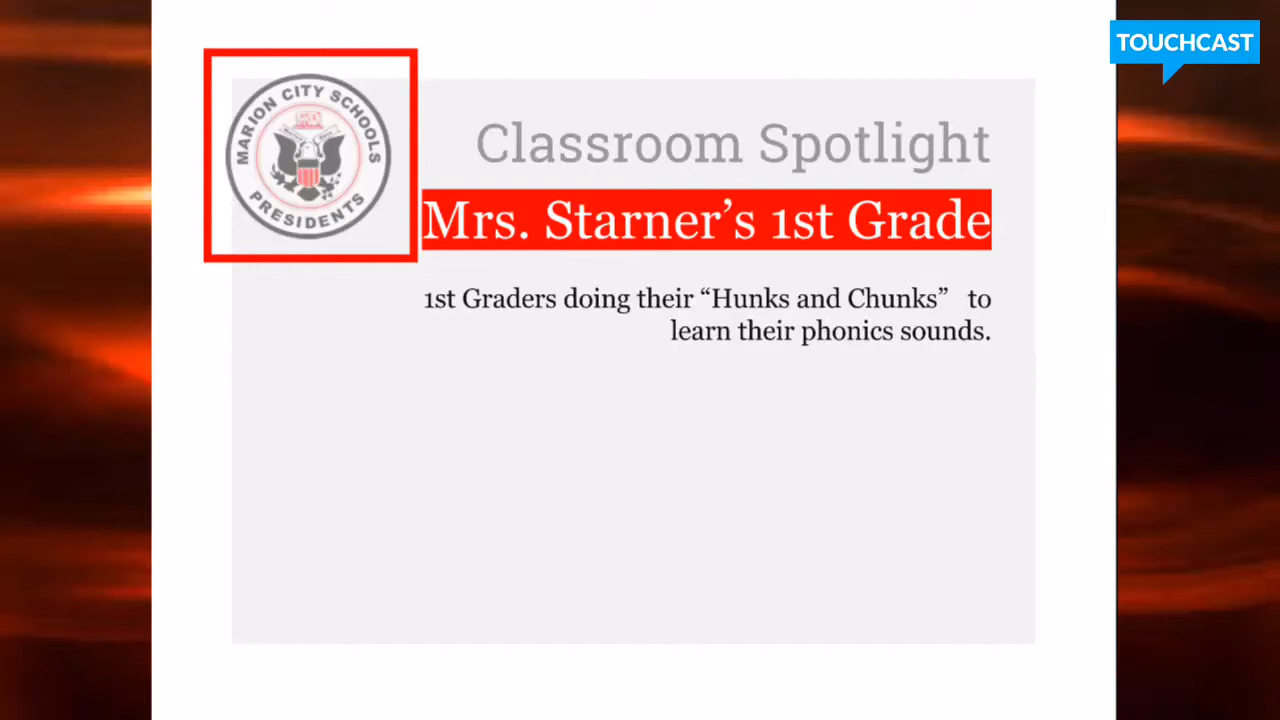 TOUCHCAST
MARION CITY SCHOOLS
PRESIDENTS
Classroom Spotlight
Mrs. Starner’s 1st Grade
1st Graders doing their “Hunks and Chunks”   to
learn their phonics sounds.